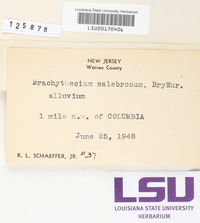 125878
Louisiana State University Herbarium
LSU00170404
NEW JERSEY
Warren County
Brachythecium salebrosum, BryEur.
alluvium
1 mile n.w. of COLUMBIA
June 25, 1948
R. L. SCHAEFFER, JR. #37
LSU
LOUISIANA STATE UNIVERSITY
HERBARIUM